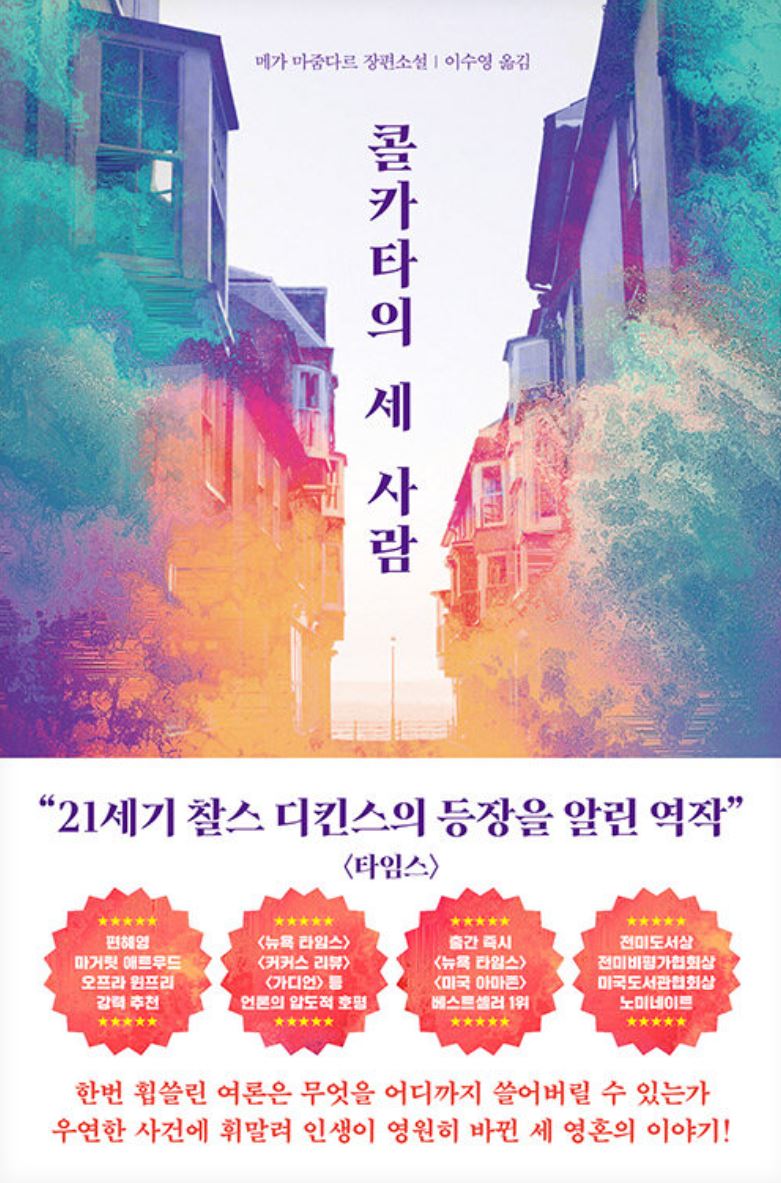 메가 마줌다르 장편소설 | 이수영 옮김
콜카타의 세 사람
“21세기 찰스 디킨스의 등장을 알린 역작”
〈타임스〉
★★★★★
편혜영
마거릿 애트우드
오프라 윈프리
강력 추천
★★★★★
★★★★★
〈뉴욕 타임스〉
〈커커스 리뷰〉
〈가디언〉 등
언론의 압도적 호평
★★★★★
★★★★★
출간 즉시
〈뉴욕 타임스〉
〈미국 아마존〉
베스트셀러 1위
★★★★★
★★★★★
전미도서상
전미비평가협회상
미국도서관협회상
노미네이트
★★★★★
한번 휩쓸린 여론은 무엇을 어디까지 쓸어버릴 수 있는가
우연한 사건에 휘말려 인생이 영원히 바뀐 세 영혼의 이야기!